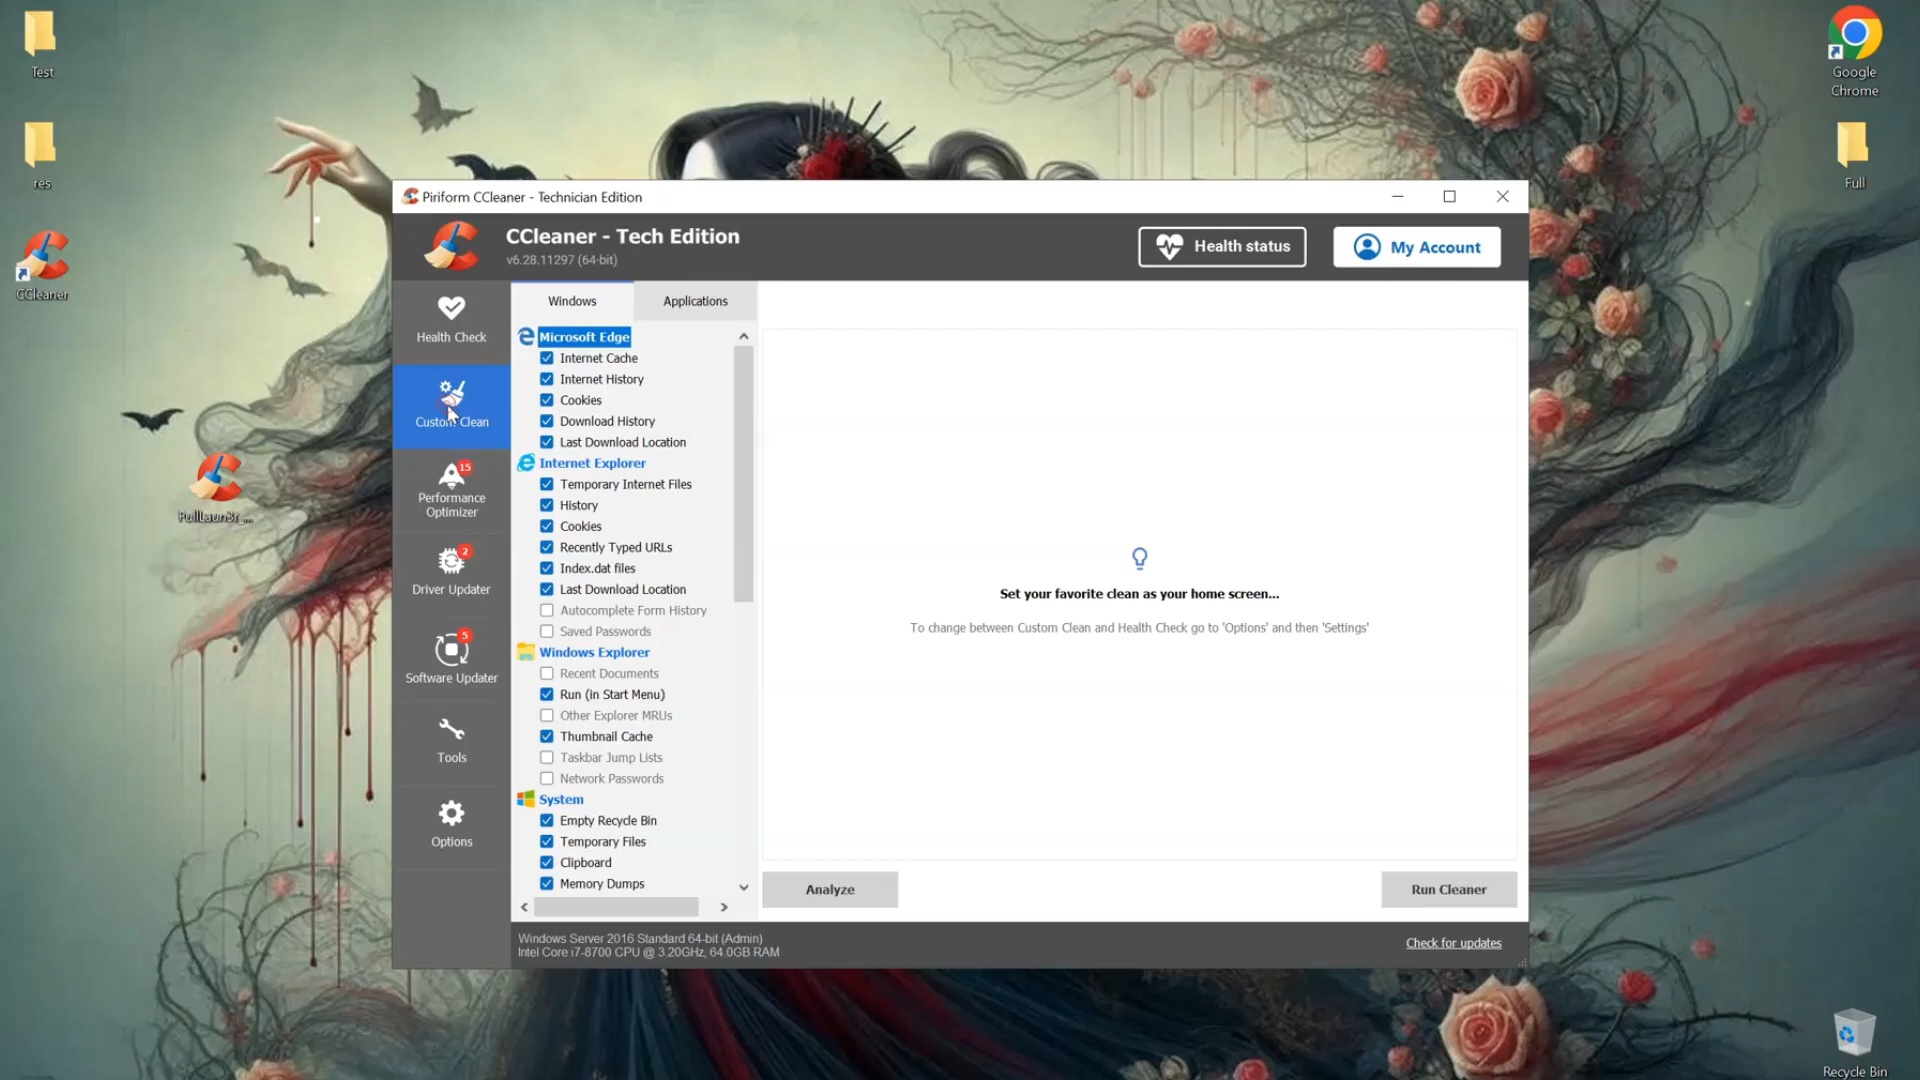 Test
res
CCleaner
Google
Chrome
Full
Recycle Bin
Piriform CCleaner - Technician Edition
CCleaner - Tech Edition
v6.28.11297 (64-bit)
Health status
My Account
Health Check
Custom Clean
15
Performance
Optimizer
2
Driver Updater
5
Software Updater
Tools
Options
Windows
Applications
Microsoft Edge
Internet Cache
Internet History
Cookies
Download History
Last Download Location
Internet Explorer
Temporary Internet Files
History
Cookies
Recently Typed URLs
Index.dat files
Last Download Location
Autocomplete Form History
Saved Passwords
Windows Explorer
Recent Documents
Run (in Start Menu)
Other Explorer MRUs
Thumbnail Cache
Taskbar Jump Lists
Network Passwords
System
Empty Recycle Bin
Temporary Files
Clipboard
Memory Dumps
Set your favorite clean as your home screen...
To change between Custom Clean and Health Check go to 'Options' and then 'Settings'
Analyze
Run Cleaner
Windows Server 2016 Standard 64-bit (Admin)
Intel Core i7-8700 CPU @ 3.20GHz, 64.0GB RAM
Check for updates